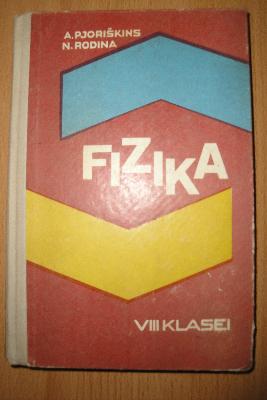 A. PJORIŠKINS
N. RODINA
FIZIKA
VIII KLASEI